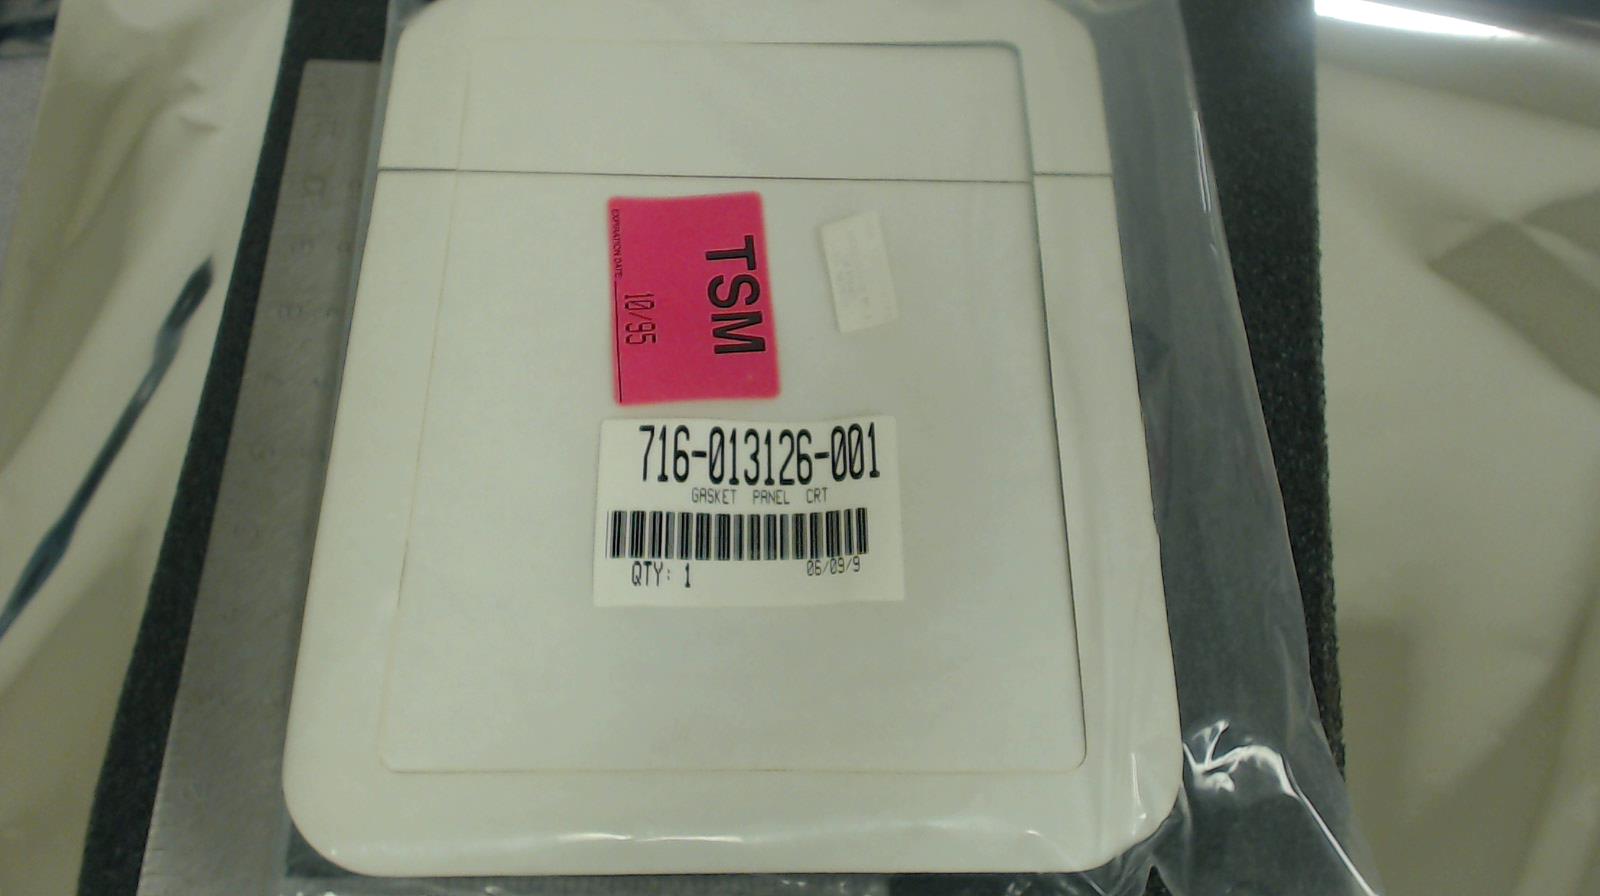 TSM
EXPIRATION DATE: 10/95
716-013126-001
GASKET PANEL CRT
QTY: 1
06/09/9